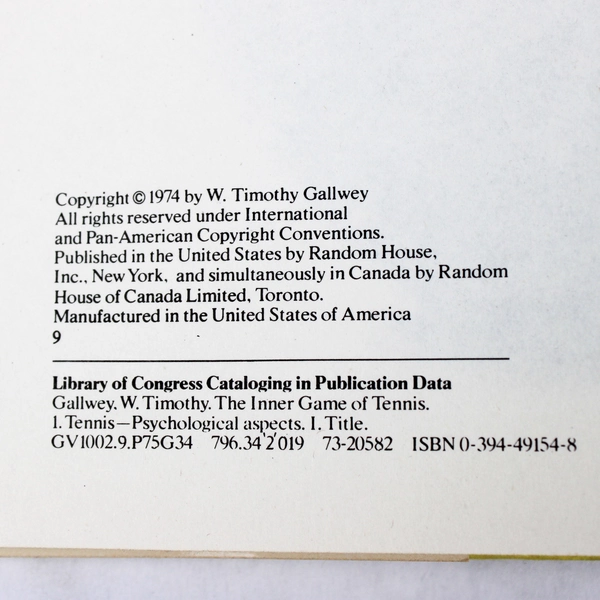 Copyright © 1974 by W. Timothy Gallwey
All rights reserved under International
and Pan-American Copyright Conventions.
Published in the United States by Random House,
Inc., New York, and simultaneously in Canada by Random
House of Canada Limited, Toronto.
Manufactured in the United States of America
9
Library of Congress Cataloging in Publication Data
Gallwey. W. Timothy. The Inner Game of Tennis.
1. Tennis—Psychological aspects. I. Title.
GV1002.9.P75G34 796.34'2'019 73-20582 ISBN 0-394-49154-8